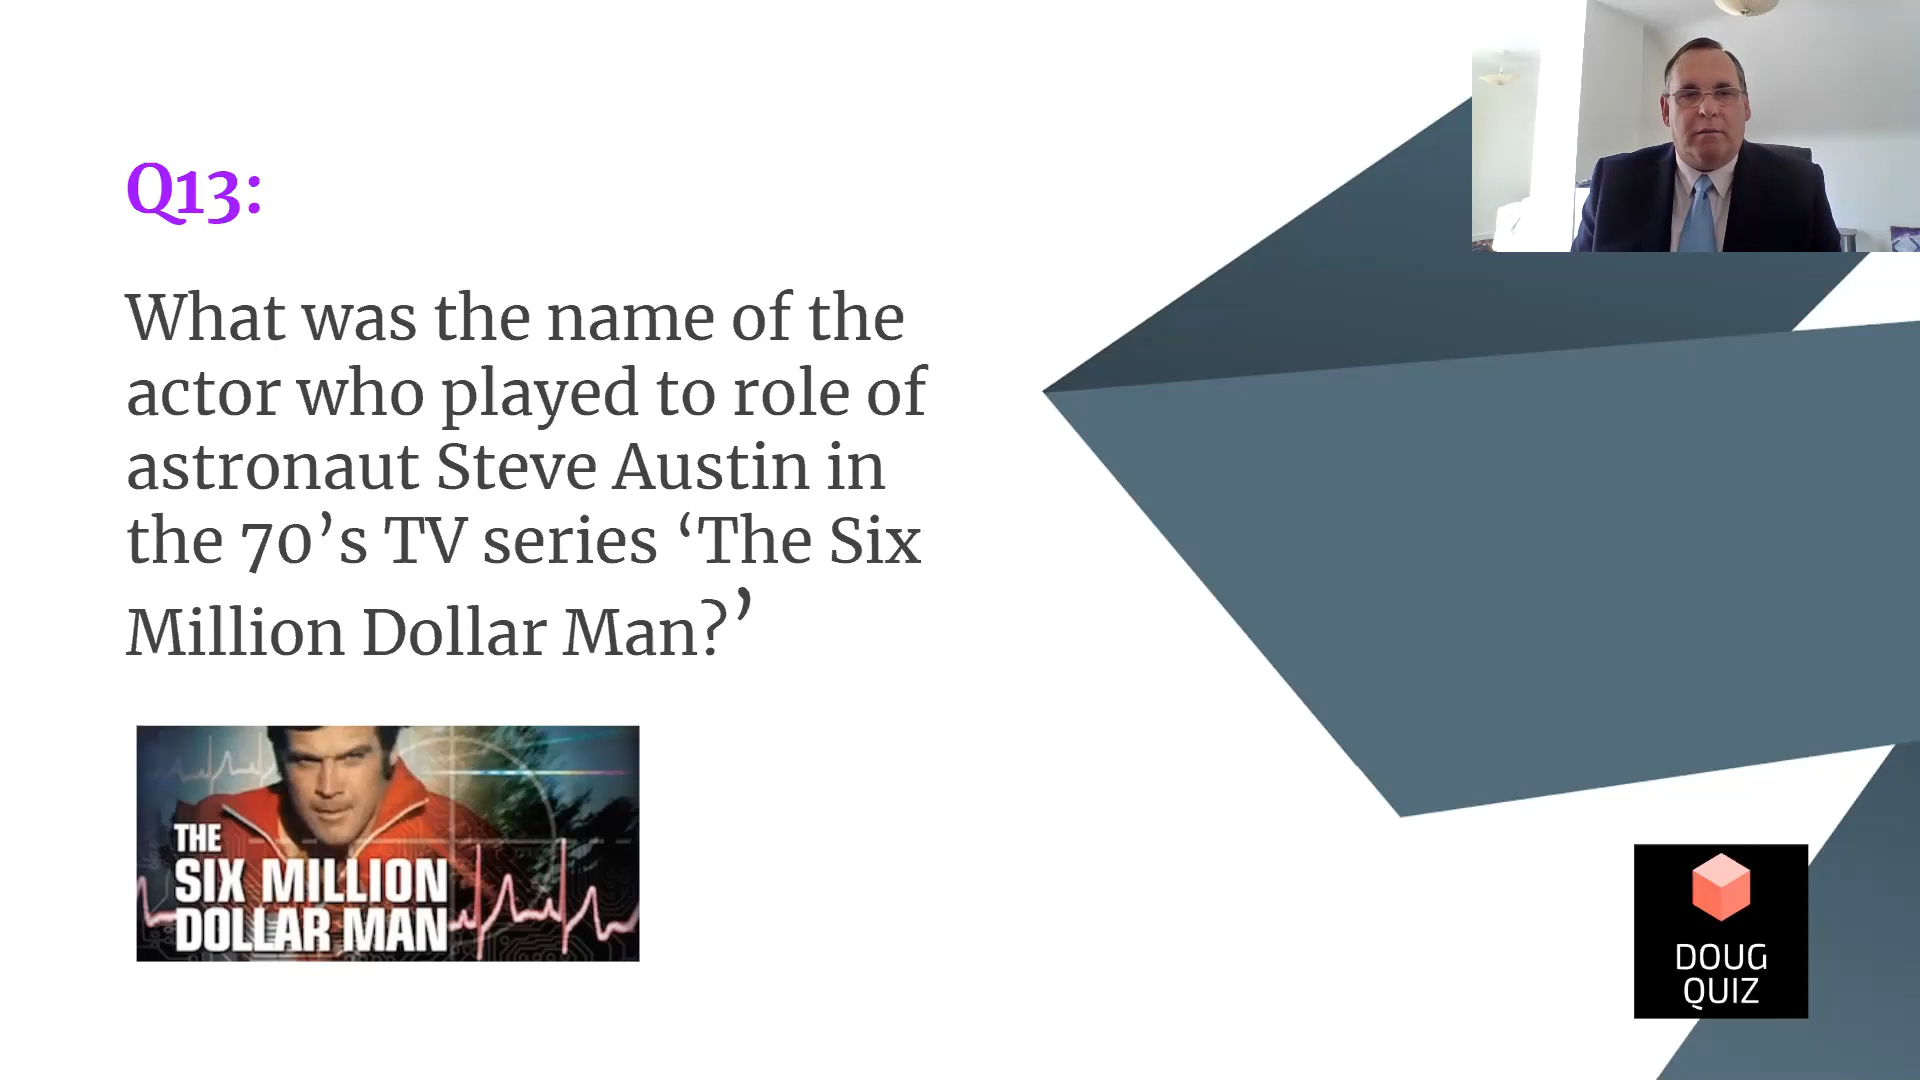 Q13:
What was the name of the
actor who played to role of
astronaut Steve Austin in
the 70’s TV series ‘The Six
Million Dollar Man?’
THE
SIX MILLION
DOLLAR MAN
DOUG
QUIZ